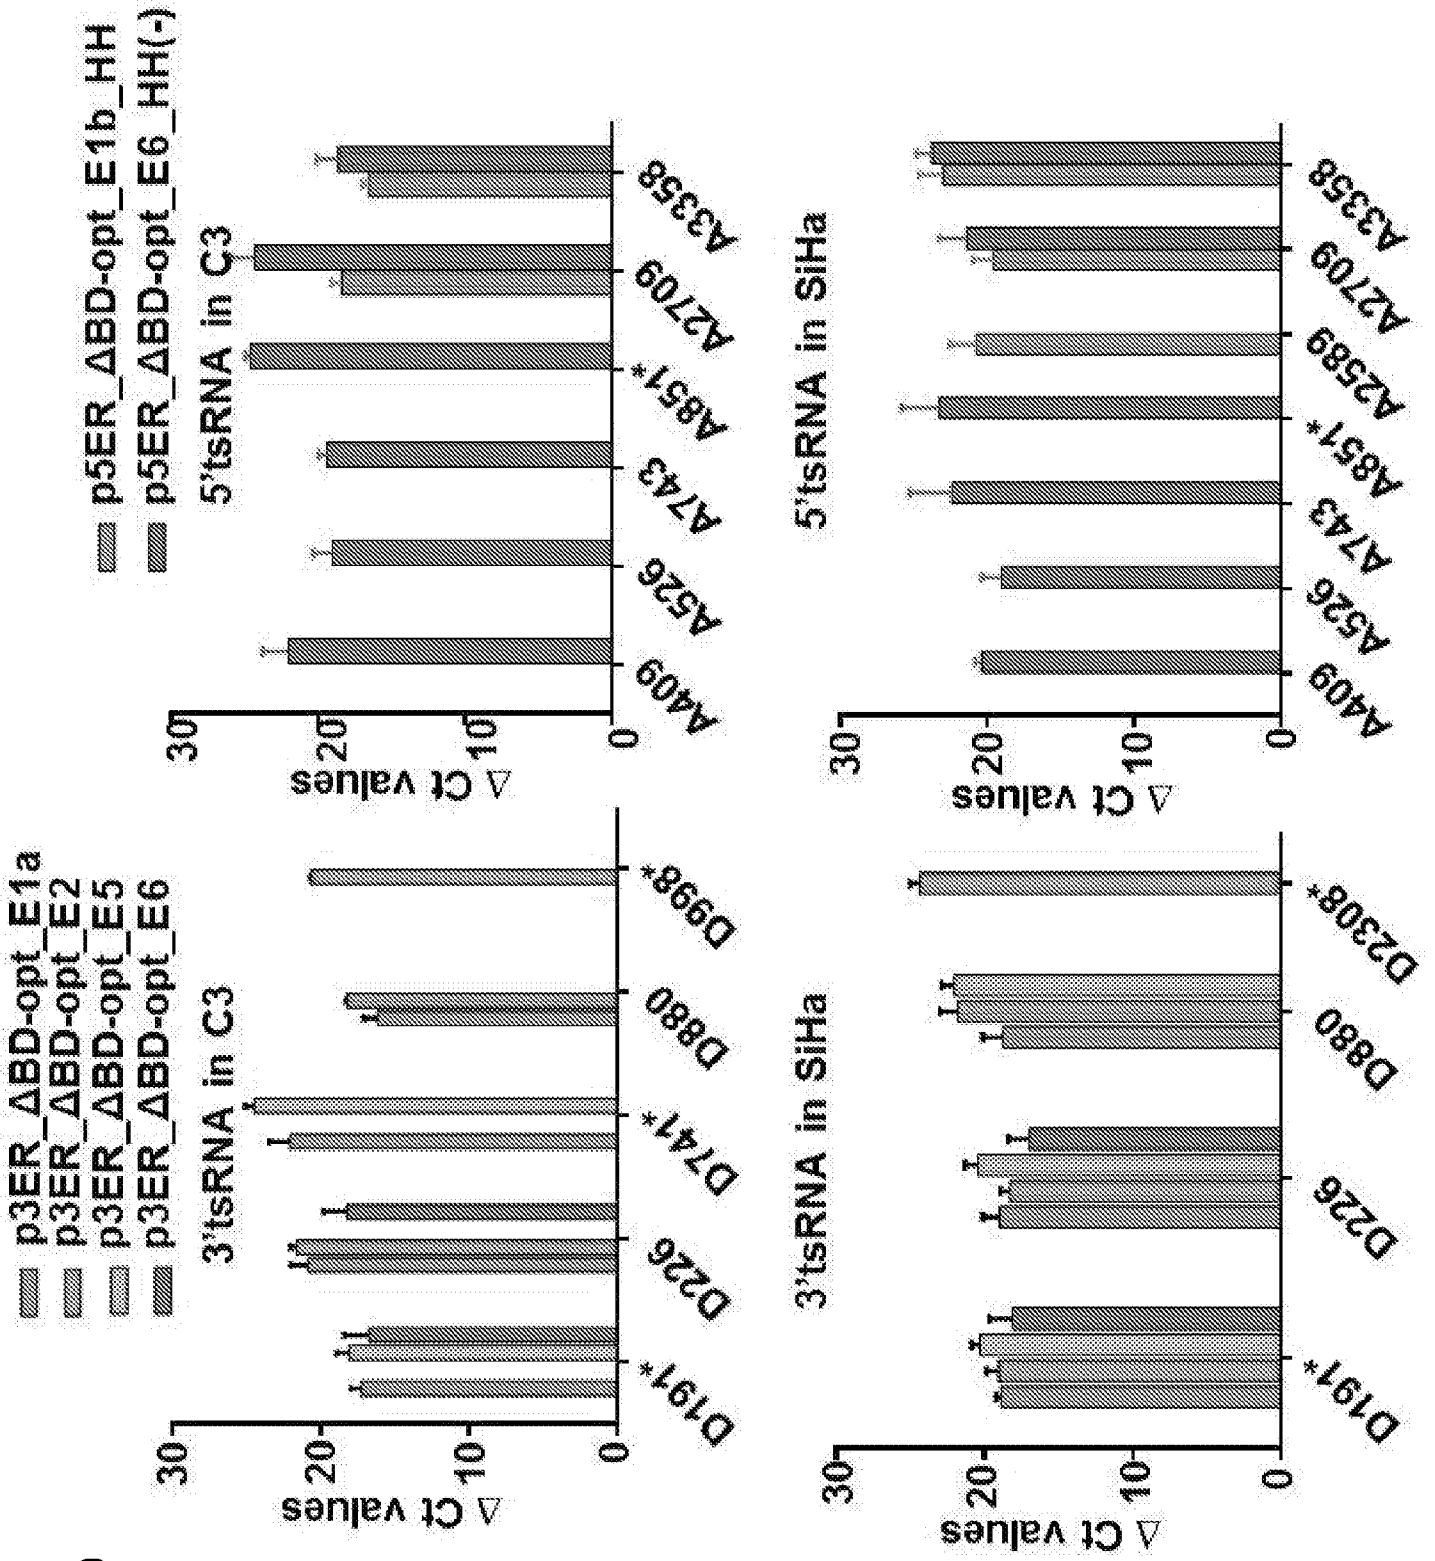 p3ER_ΔBD-opt_E1a
p3ER_ΔBD-opt_E2
p3ER_ΔBD-opt_E5
p3ER_ΔBD-opt_E6
3'tsRNA in C3
Δ Ct values
30
20
10
0
D191*
D226
D741*
D880
D998*
p5ER_ΔBD-opt_E1b_HH
p5ER_ΔBD-opt_E6_HH(-)
5'tsRNA in C3
Δ Ct values
30
20
10
0
A409
A526
A743
A851*
A2709
A3358
3'tsRNA in SiHa
Δ Ct values
30
20
10
0
D191*
D226
D880
D2308*
5'tsRNA in SiHa
Δ Ct values
30
20
10
0
A409
A526
A743
A851*
A2589
A2709
A3358